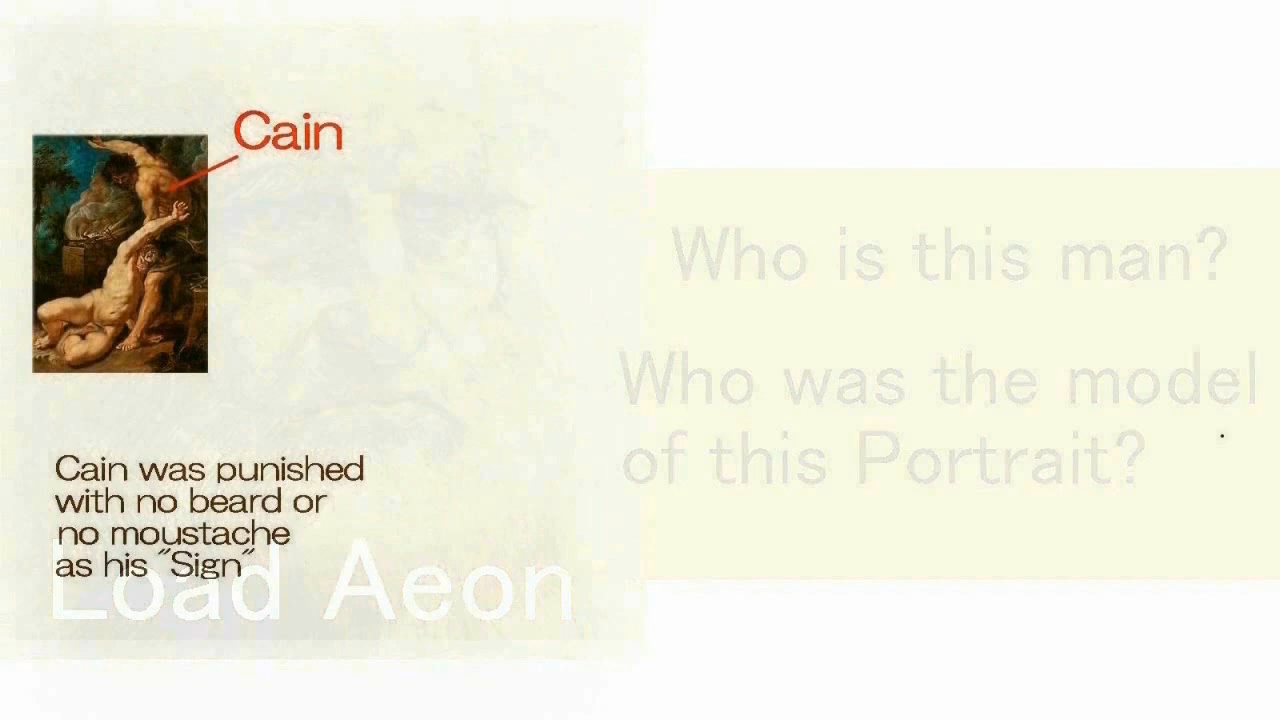 Cain
Cain was punished
with no beard or
no moustache
as his "Sign"
Load Aeon
Who is this man?
Who was the model
of this Portrait?